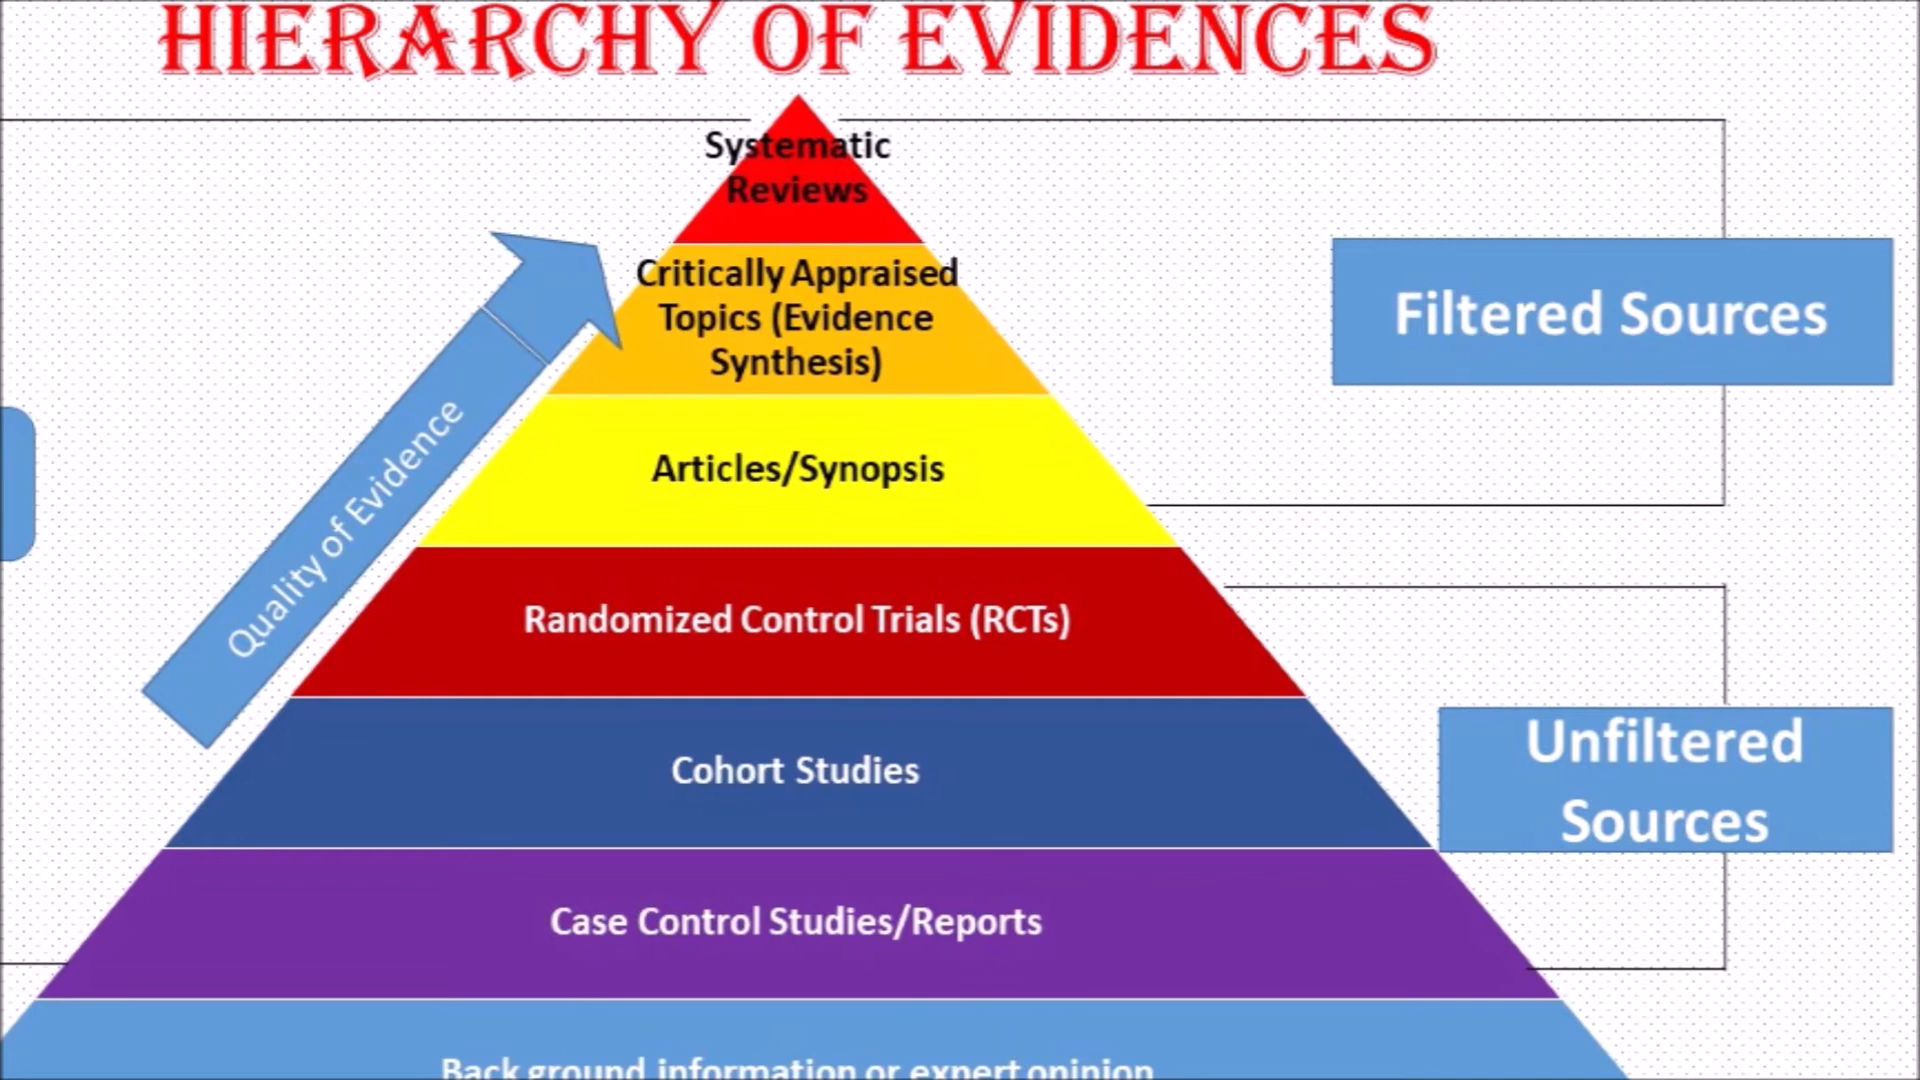 HIERARCHY OF EVIDENCES
Systematic
Reviews
Critically Appraised
Topics (Evidence
Synthesis)
Filtered Sources
Quality of Evidence
Articles/Synopsis
Randomized Control Trials (RCTs)
Cohort Studies
Unfiltered
Sources
Case Control Studies/Reports
Back ground information or expert opinion